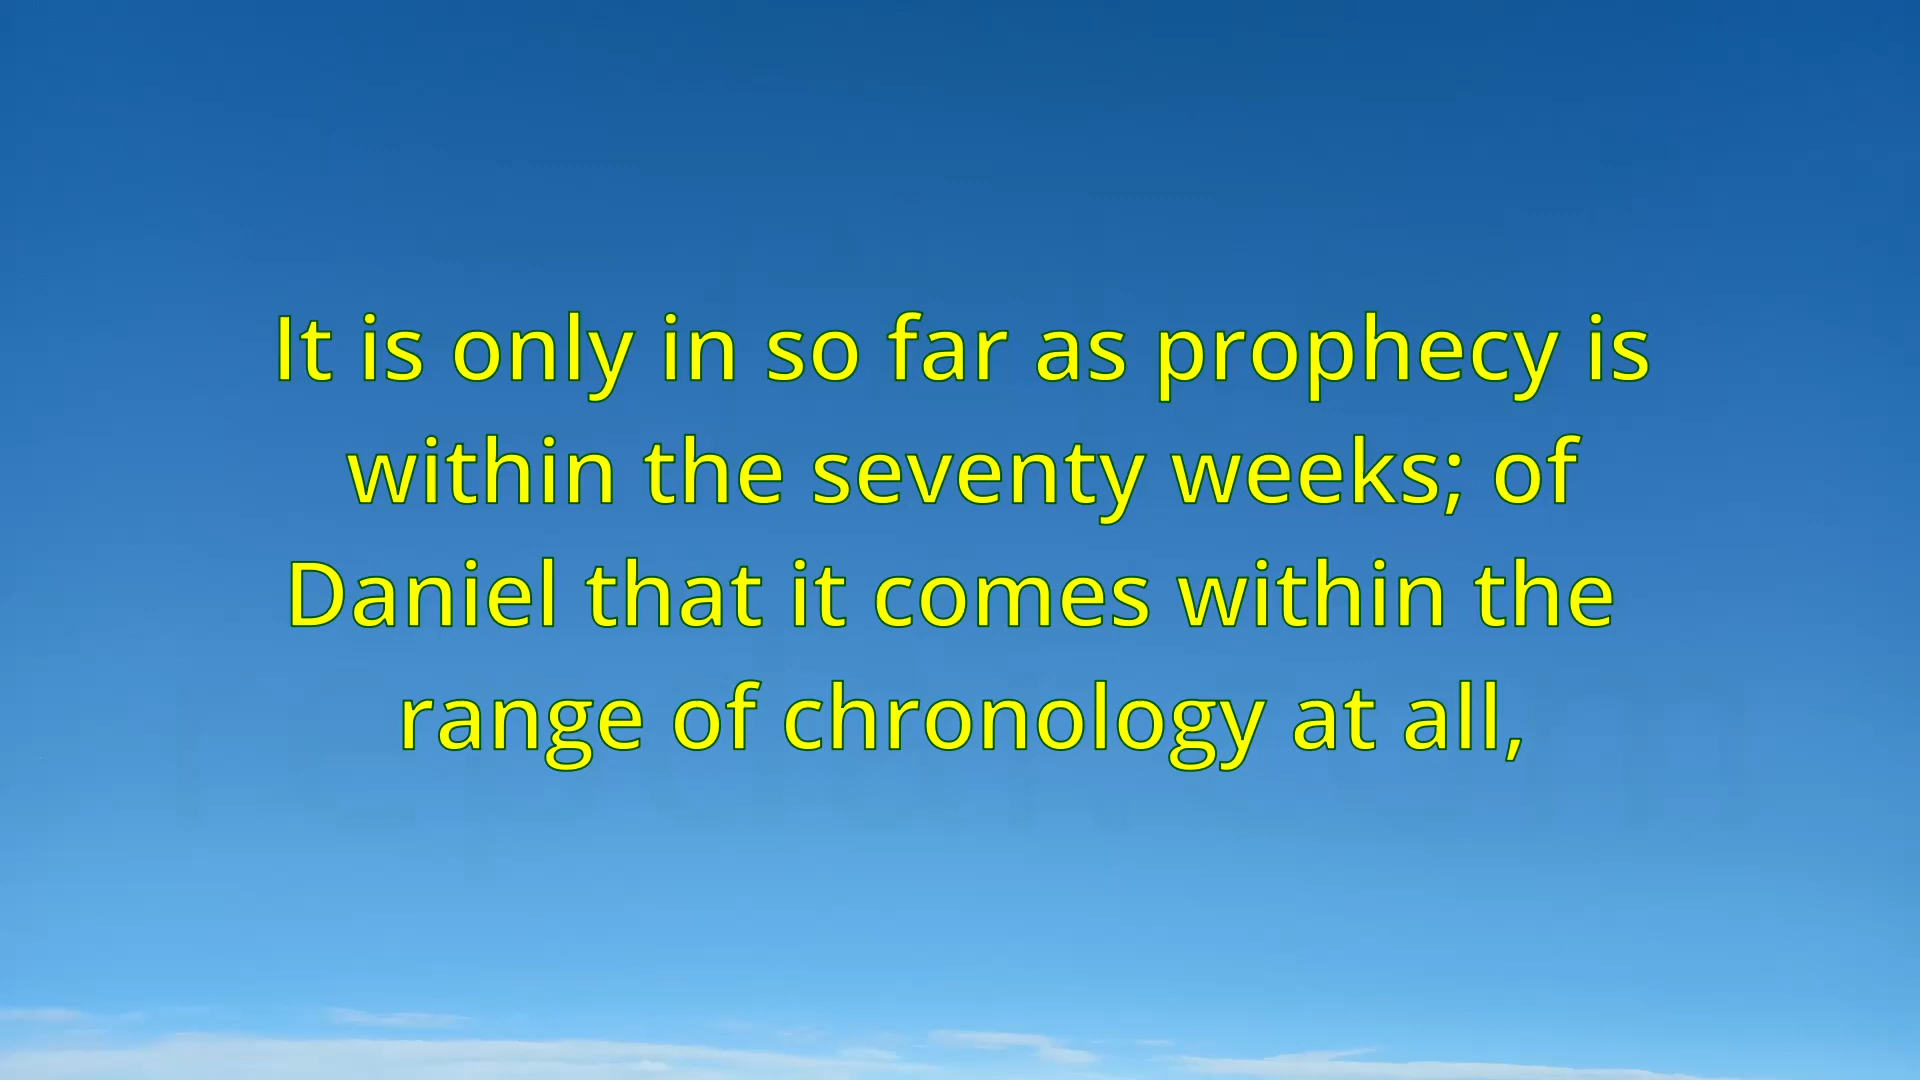 It is only in so far as prophecy is
within the seventy weeks; of
Daniel that it comes within the
range of chronology at all,